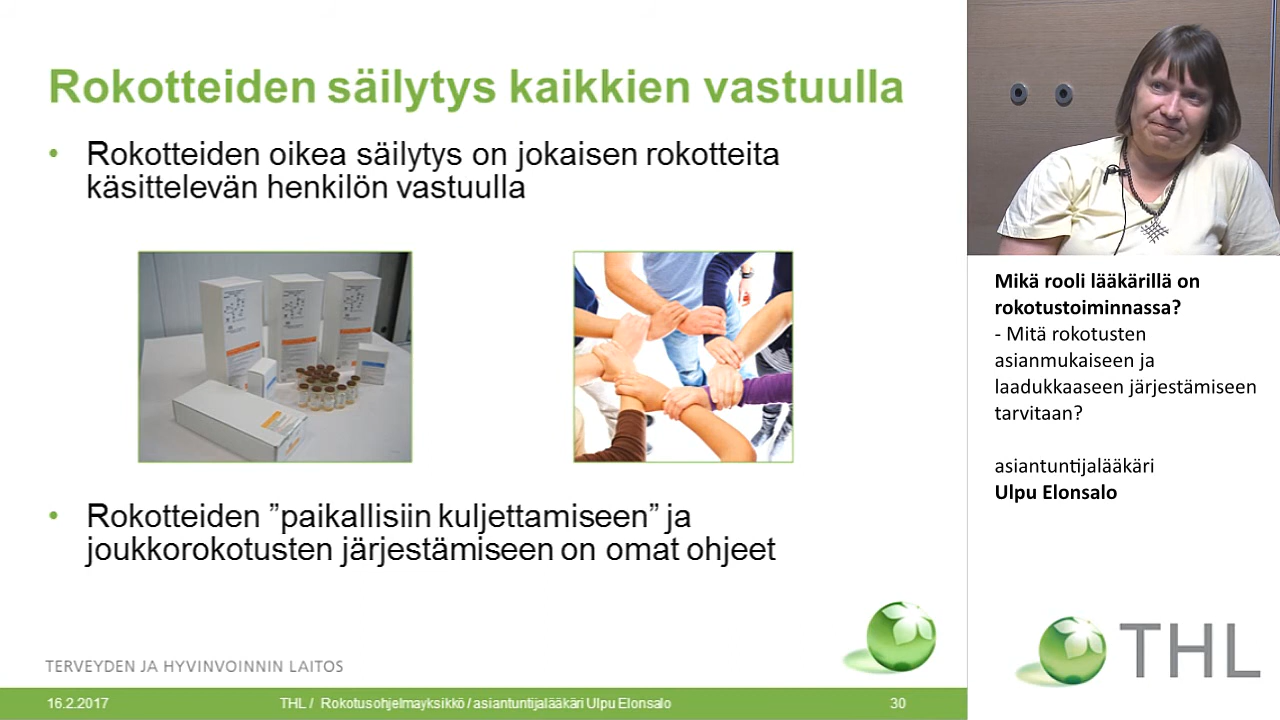 Rokotteiden säilytys kaikkien vastuulla
• Rokotteiden oikea säilytys on jokaisen rokotteita
käsittelevän henkilön vastuulla
• Rokotteiden ”paikallisiin kuljettamiseen” ja
joukkorokotusten järjestämiseen on omat ohjeet
TERVEYDEN JA HYVINVOINNIN LAITOS
16.2.2017 THL / Rokotusohjelmayksikkö / asiantuntijalääkäri Ulpu Elonsalo 30
Mikä rooli lääkärillä on
rokotustoiminnassa?
- Mitä rokotusten
asianmukaiseen ja
laadukkaaseen järjestämiseen
tarvitaan?
asiantuntijalääkäri
Ulpu Elonsalo
THL